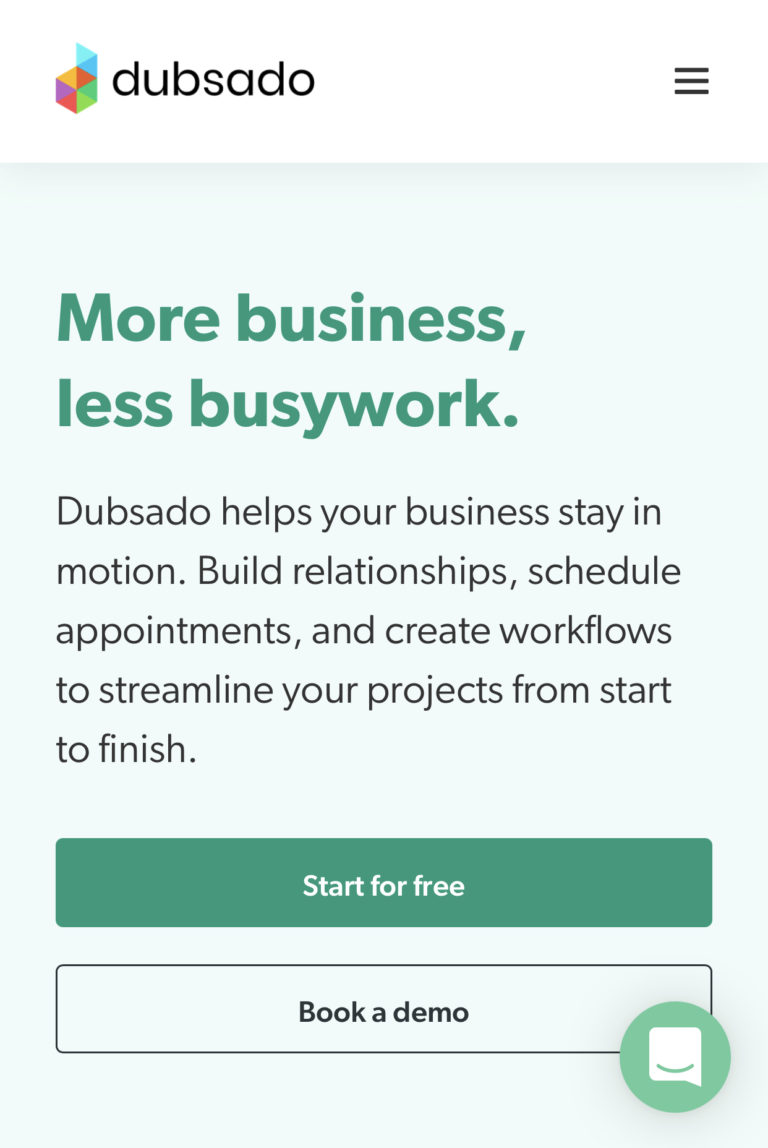 dubsado
More business,
less busywork.
Dubsado helps your business stay in
motion. Build relationships, schedule
appointments, and create workflows
to streamline your projects from start
to finish.
Start for free
Book a demo